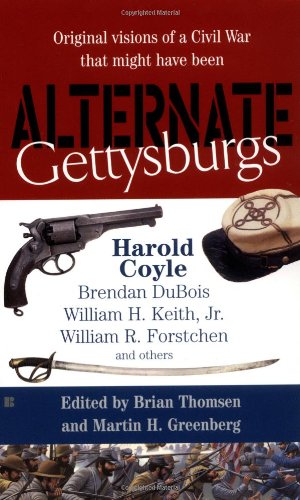 Original visions of a Civil War
that might have been
ALTERNATE
Gettysburgs
Harold
Coyle
Brendan DuBois
William H. Keith, Jr.
William R. Forstchen
and others
Edited by Brian Thomsen
and Martin H. Greenberg